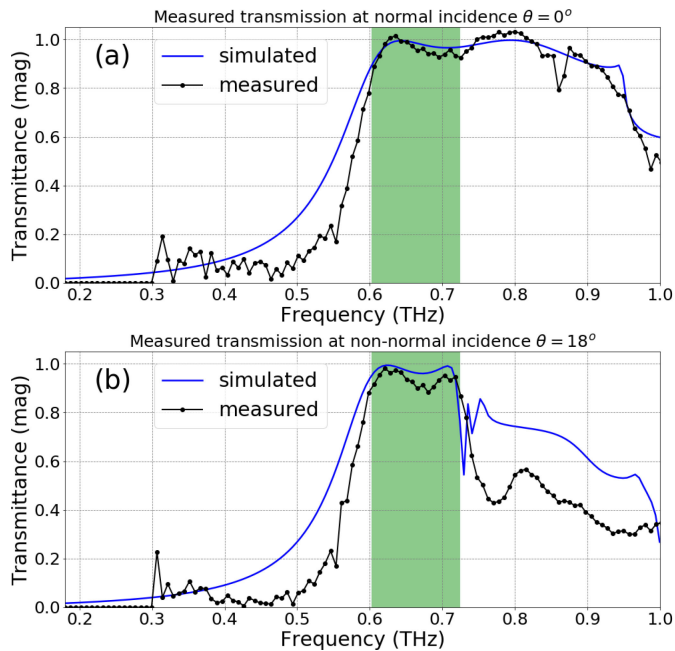 Measured transmission at normal incidence θ = 0°
(a)
simulated
measured
Transmittance (mag)
1.0
0.8
0.6
0.4
0.2
0.0
0.2 0.3 0.4 0.5 0.6 0.7 0.8 0.9 1.0
Frequency (THz)
Measured transmission at non-normal incidence θ = 18°
(b)
simulated
measured
Transmittance (mag)
1.0
0.8
0.6
0.4
0.2
0.0
0.2 0.3 0.4 0.5 0.6 0.7 0.8 0.9 1.0
Frequency (THz)